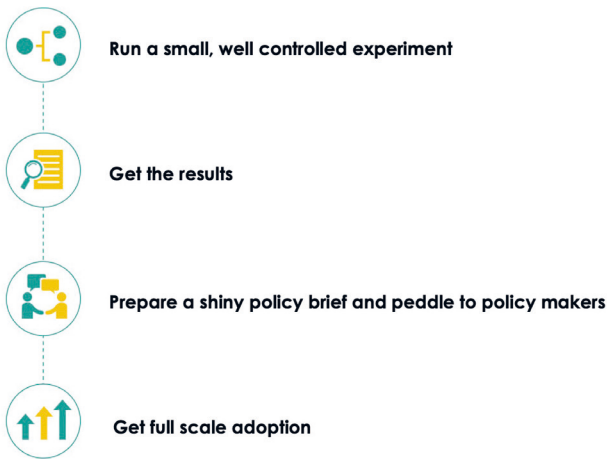 Run a small, well controlled experiment
Get the results
Prepare a shiny policy brief and peddle to policy makers
Get full scale adoption